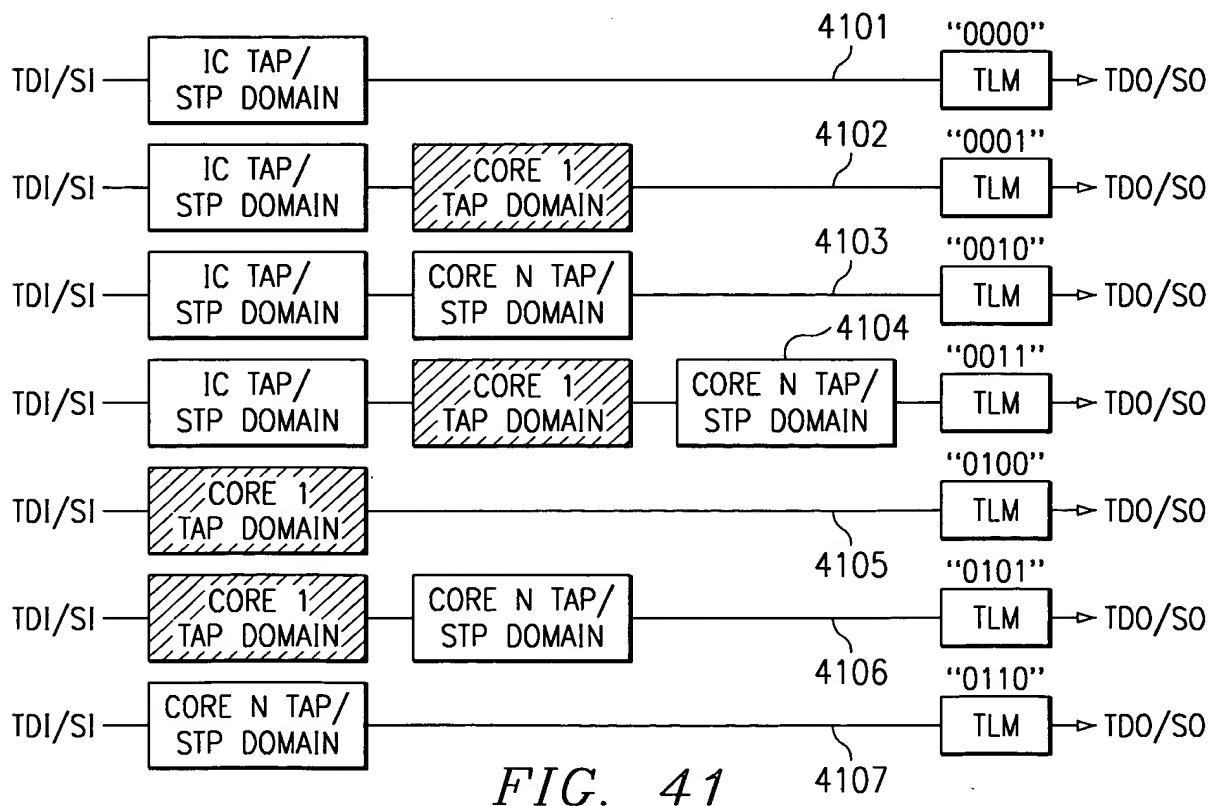 4101
"0000"
TDI/SI
IC TAP/
STP DOMAIN
TLM
TDO/SO
4102
"0001"
TDI/SI
IC TAP/
STP DOMAIN
CORE 1
TAP DOMAIN
TLM
TDO/SO
4103
"0010"
TDI/SI
IC TAP/
STP DOMAIN
CORE N TAP/
STP DOMAIN
TLM
TDO/SO
4104
"0011"
TDI/SI
IC TAP/
STP DOMAIN
CORE 1
TAP DOMAIN
CORE N TAP/
STP DOMAIN
TLM
TDO/SO
"0100"
TDI/SI
CORE 1
TAP DOMAIN
TLM
TDO/SO
4105
"0101"
TDI/SI
CORE 1
TAP DOMAIN
CORE N TAP/
STP DOMAIN
TLM
TDO/SO
4106
"0110"
TDI/SI
CORE N TAP/
STP DOMAIN
TLM
TDO/SO
4107
FIG. 41